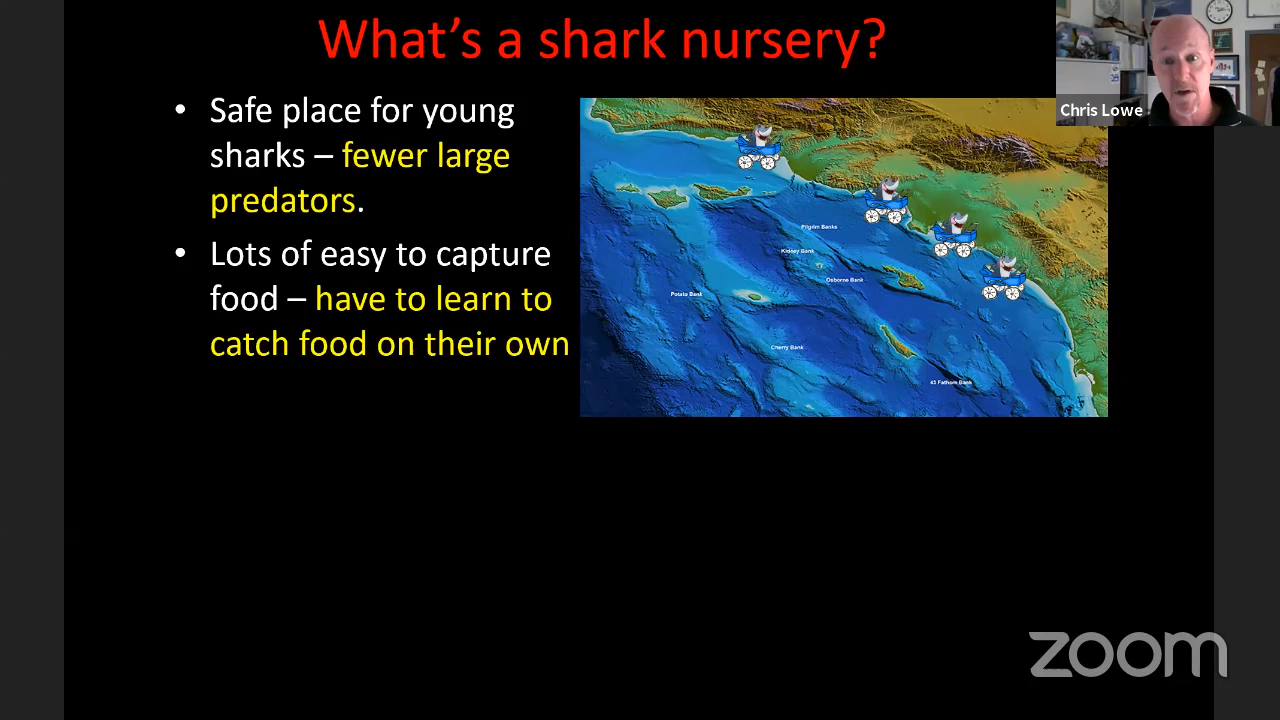 What's a shark nursery?
Chris Lowe
• Safe place for young
sharks – fewer large
predators.
• Lots of easy to capture
food – have to learn to
catch food on their own
Pilgrim Banks
Kidney Bank
Osborne Bank
Potato Bank
Cherry Bank
43 Fathom Bank
zoom